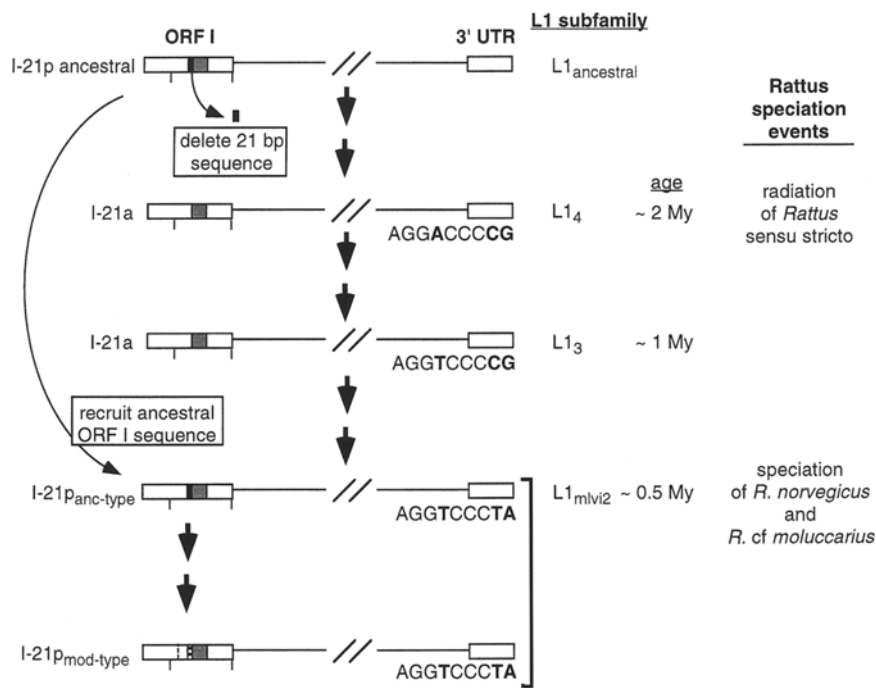 ORF I
3' UTR
L1 subfamily
I-21p ancestral
L1ancestral
Rattus
speciation
events
delete 21 bp
sequence
age
I-21a
L14
~ 2 My
radiation
of Rattus
sensu stricto
AGGACCCCG
I-21a
L13
~ 1 My
AGGTCCCCG
recruit ancestral
ORF I sequence
I-21panc-type
L1mlvi2 ~ 0.5 My
speciation
of R. norvegicus
and
R. cf moluccarius
AGGTCCCTA
I-21pmod-type
AGGTCCCTA